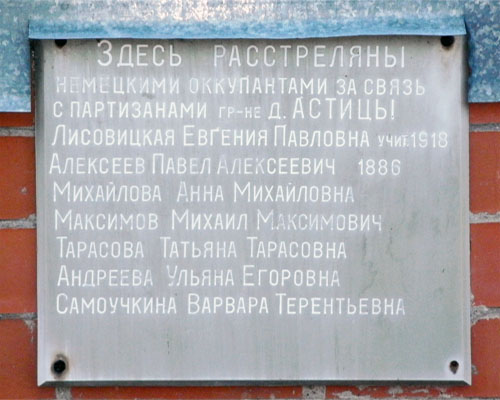 Здесь расстреляны
немецкими оккупантами за связь
с партизанами гр-не д. Астицы
Лисовицкая Евгения Павловна учит. 1918
Алексеев Павел Алексеевич 1886
Михайлова Анна Михайловна
Максимов Михаил Максимович
Тарасова Татьяна Тарасовна
Андреева Ульяна Егоровна
Самоучкина Варвара Терентьевна